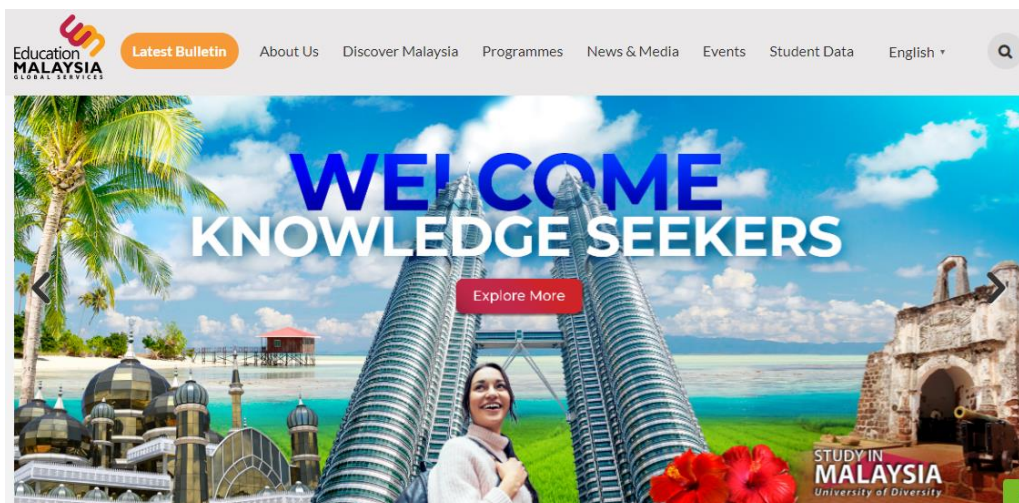 Education
MALAYSIA
GLOBAL SERVICES
Latest Bulletin
About Us
Discover Malaysia
Programmes
News & Media
Events
Student Data
English
WELCOME
KNOWLEDGE SEEKERS
Explore More
STUDY IN
MALAYSIA
University of Diversity